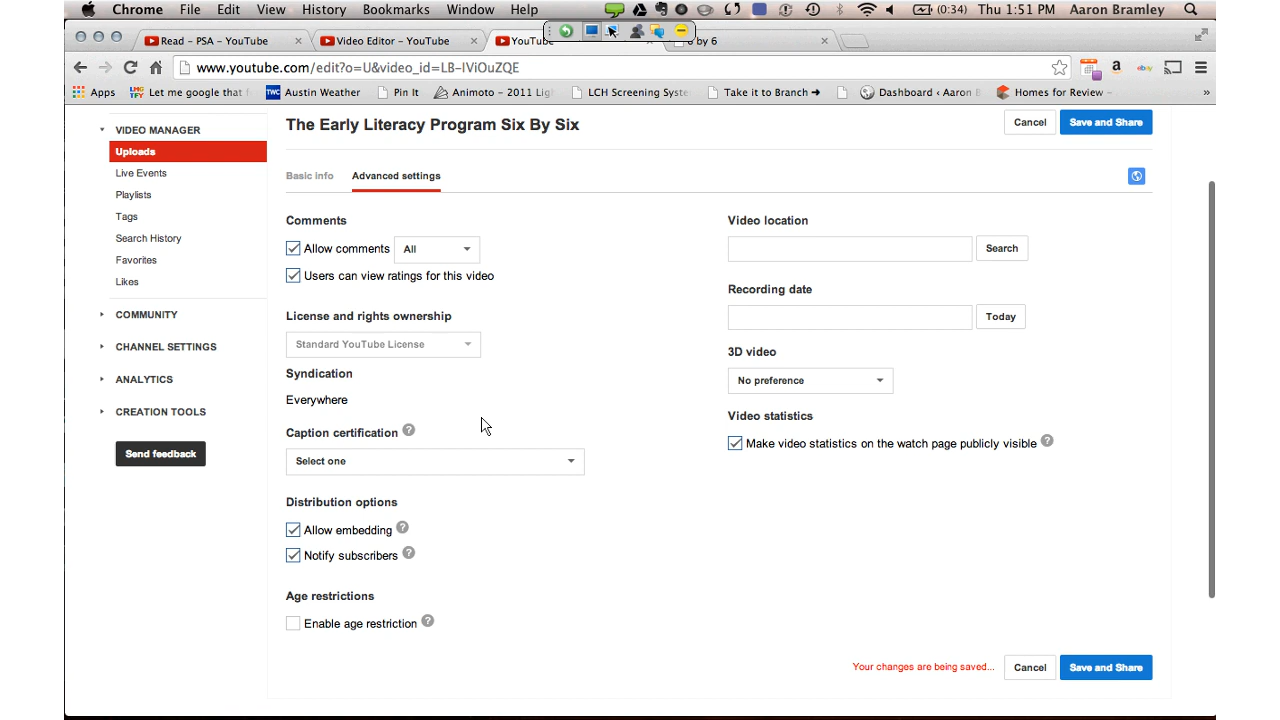 Chrome File Edit View History Bookmarks Window Help (0:34) Thu 1:51 PM Aaron Bramley
Read – PSA – YouTube × Video Editor – YouTube × YouTube 6 by 6 ×
www.youtube.com/edit?o=U&video_id=LB-IViOuZQE
Apps LMG TFY Let me google that TWC Austin Weather Pin It Animoto – 2011 LCH Screening Syste Take it to Branch → Dashboard ‹ Aaron B Homes for Review – »
The Early Literacy Program Six By Six Cancel Save and Share
VIDEO MANAGER
Uploads
Live Events
Playlists
Tags
Search History
Favorites
Likes
COMMUNITY
CHANNEL SETTINGS
ANALYTICS
CREATION TOOLS
Send feedback
Basic info Advanced settings
Comments
Allow comments All
Users can view ratings for this video
License and rights ownership
Standard YouTube License
Syndication
Everywhere
Caption certification ?
Select one
Distribution options
Allow embedding ?
Notify subscribers ?
Age restrictions
Enable age restriction ?
Video location
Search
Recording date
Today
3D video
No preference
Video statistics
Make video statistics on the watch page publicly visible ?
Your changes are being saved... Cancel Save and Share